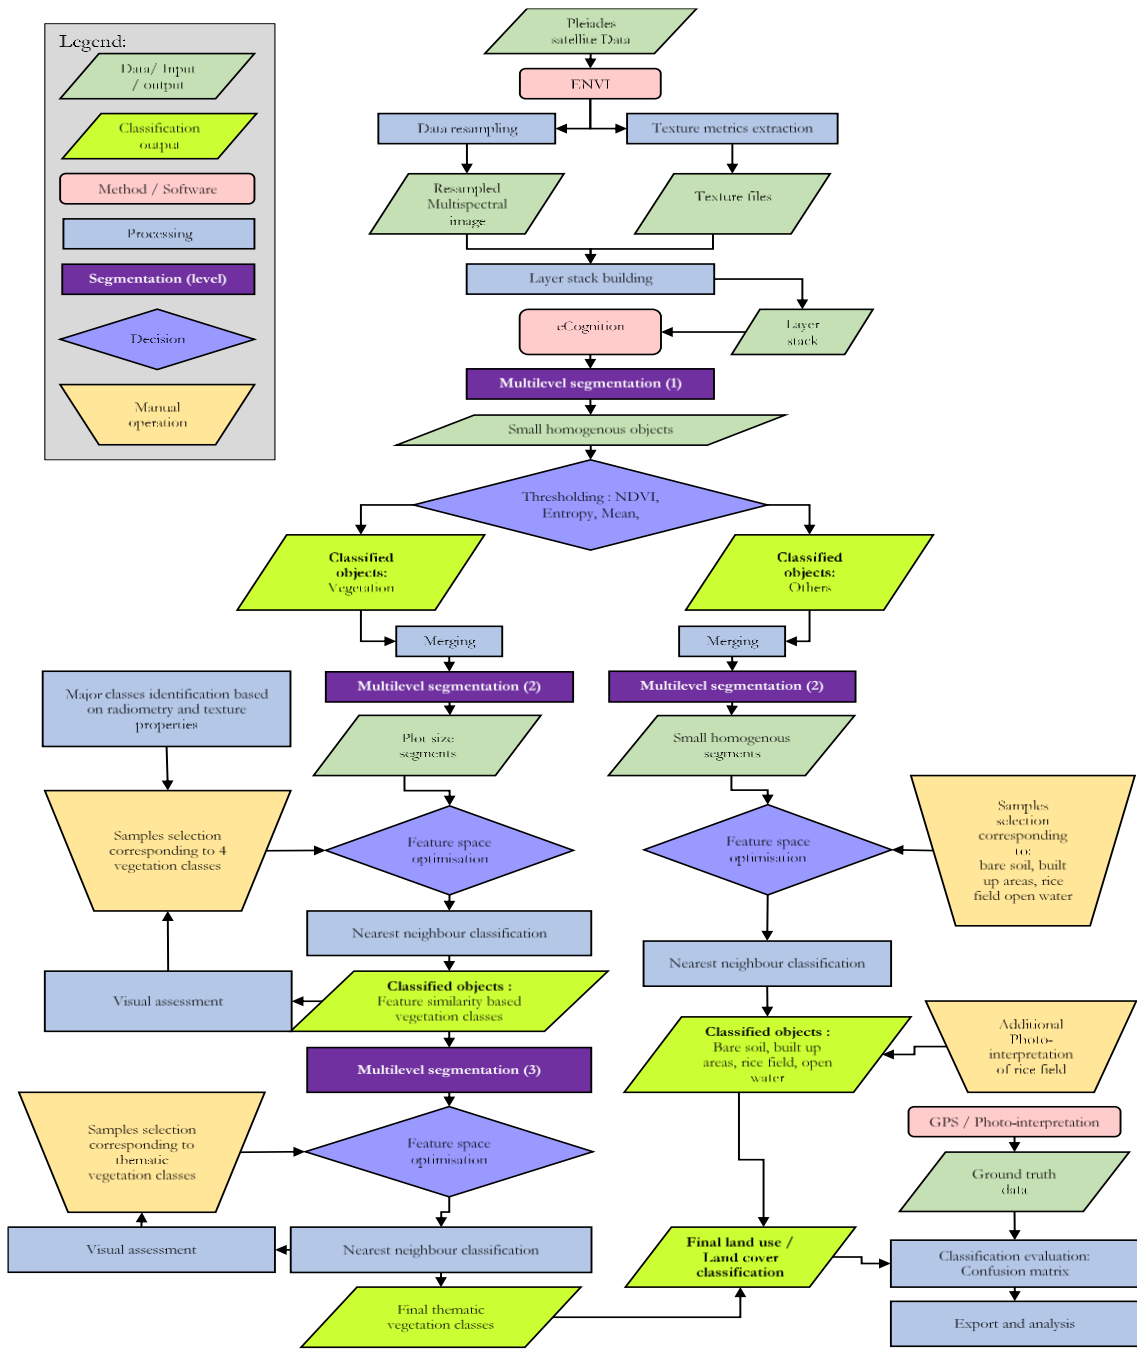 Legend:
Data/ Input
/ output
Classification
output
Method / Software
Processing
Segmentation (level)
Decision
Manual
operation
Pleiades
satellite Data
ENVI
Data resampling
Texture metrics extraction
Resampled
Multispectral
image
Texture files
Layer stack building
eCognition
Layer
stack
Multilevel segmentation (1)
Small homogenous objects
Thresholding : NDVI,
Entropy, Mean,
Classified
objects:
Vegetation
Classified
objects:
Others
Merging
Merging
Multilevel segmentation (2)
Multilevel segmentation (2)
Major classes identification based
on radiometry and texture
properties
Plot size
segments
Small homogenous
segments
Samples selection
corresponding to 4
vegetation classes
Feature space
optimisation
Feature space
optimisation
Samples
selection
corresponding
to:
bare soil, built
up areas, rice
field open water
Nearest neighbour classification
Nearest neighbour classification
Visual assessment
Classified objects :
Feature similarity based
vegetation classes
Classified objects :
Bare soil, built up
areas, rice field, open
water
Additional
Photo-
interpretation
of rice field
Multilevel segmentation (3)
Samples selection
corresponding to
thematic
vegetation classes
Feature space
optimisation
GPS / Photo-interpretation
Ground truth
data
Visual assessment
Nearest neighbour classification
Final land use /
Land cover
classification
Classification evaluation:
Confusion matrix
Final thematic
vegetation classes
Export and analysis